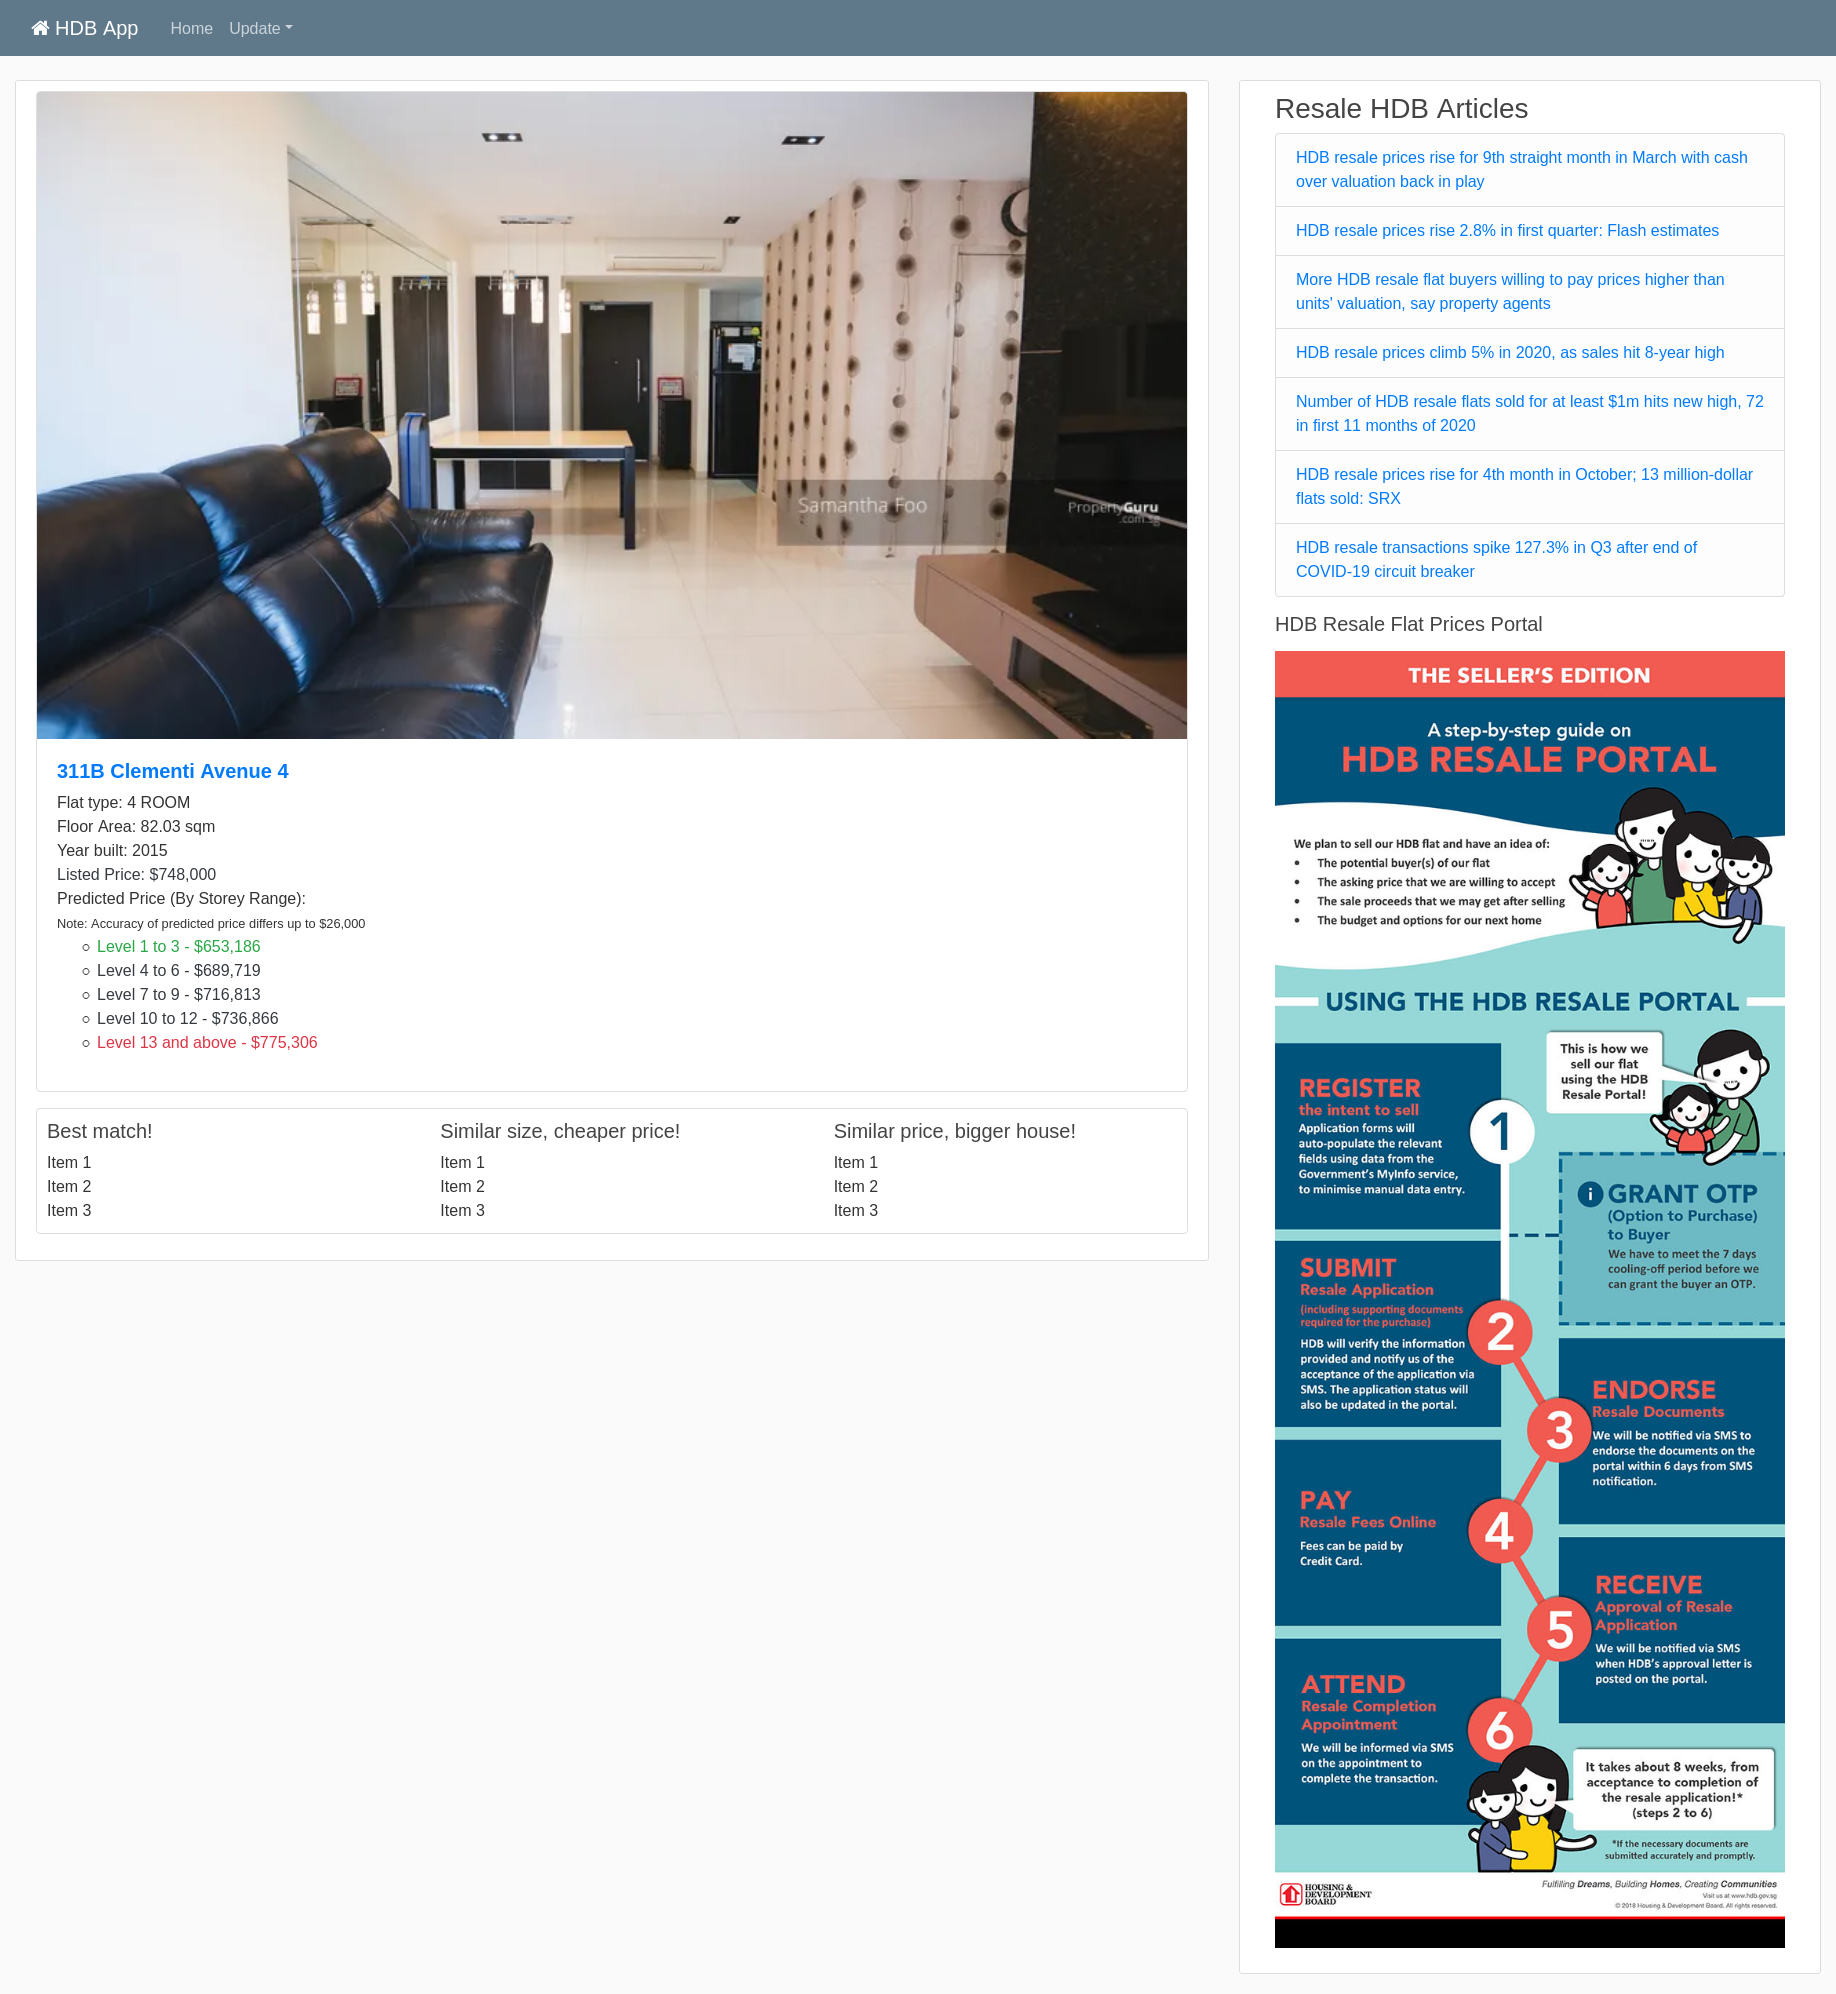 HDB App
Home
Update
Samantha Foo
PropertyGuru
.com.sg
311B Clementi Avenue 4
Flat type: 4 ROOM
Floor Area: 82.03 sqm
Year built: 2015
Listed Price: $748,000
Predicted Price (By Storey Range):
Note: Accuracy of predicted price differs up to $26,000
Level 1 to 3 - $653,186
Level 4 to 6 - $689,719
Level 7 to 9 - $716,813
Level 10 to 12 - $736,866
Level 13 and above - $775,306
Best match!
Item 1
Item 2
Item 3
Similar size, cheaper price!
Item 1
Item 2
Item 3
Similar price, bigger house!
Item 1
Item 2
Item 3
Resale HDB Articles
HDB resale prices rise for 9th straight month in March with cash
over valuation back in play
HDB resale prices rise 2.8% in first quarter: Flash estimates
More HDB resale flat buyers willing to pay prices higher than
units' valuation, say property agents
HDB resale prices climb 5% in 2020, as sales hit 8-year high
Number of HDB resale flats sold for at least $1m hits new high, 72
in first 11 months of 2020
HDB resale prices rise for 4th month in October; 13 million-dollar
flats sold: SRX
HDB resale transactions spike 127.3% in Q3 after end of
COVID-19 circuit breaker
HDB Resale Flat Prices Portal
THE SELLER'S EDITION
A step-by-step guide on
HDB RESALE PORTAL
We plan to sell our HDB flat and have an idea of:
• The potential buyer(s) of our flat
• The asking price that we are willing to accept
• The sale proceeds that we may get after selling
• The budget and options for our next home
USING THE HDB RESALE PORTAL
This is how we
sell our flat
using the HDB
Resale Portal!
REGISTER
the intent to sell
Application forms will
auto-populate the relevant
fields using data from the
Government's MyInfo service,
to minimise manual data entry.
1
i GRANT OTP
(Option to Purchase)
to Buyer
We have to meet the 7 days
cooling-off period before we
can grant the buyer an OTP.
SUBMIT
Resale Application
(including supporting documents
required for the purchase)
HDB will verify the information
provided and notify us of the
acceptance of the application via
SMS. The application status will
also be updated in the portal.
2
3
ENDORSE
Resale Documents
We will be notified via SMS to
endorse the documents on the
portal within 6 days from SMS
notification.
PAY
Resale Fees Online
Fees can be paid by
Credit Card.
4
5
RECEIVE
Approval of Resale
Application
We will be notified via SMS
when HDB's approval letter is
posted on the portal.
ATTEND
Resale Completion
Appointment
We will be informed via SMS
on the appointment to
complete the transaction.
6
It takes about 8 weeks, from
acceptance to completion of
the resale application!*
(steps 2 to 6)
*If the necessary documents are
submitted accurately and promptly.
HOUSING &
DEVELOPMENT
BOARD
Fulfilling Dreams, Building Homes, Creating Communities
Visit us at www.hdb.gov.sg
© 2018 Housing & Development Board. All rights reserved.